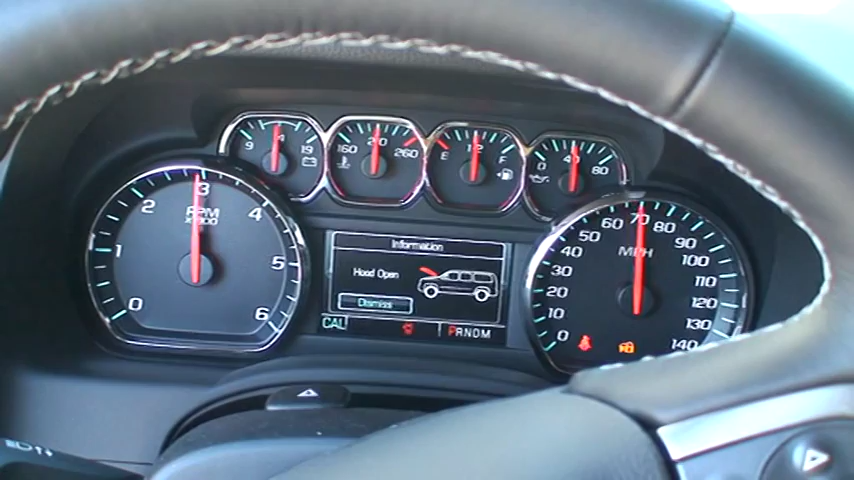 9 14 19
160 210 260
E 1/2 F
0 40 80
0 1 2 3 4 5 6
RPM
X1000
Information
Hood Open
Dismiss
CAL
PRNDM
0 10 20 30 40 50 60 70 80 90 100 110 120 130 140
MPH